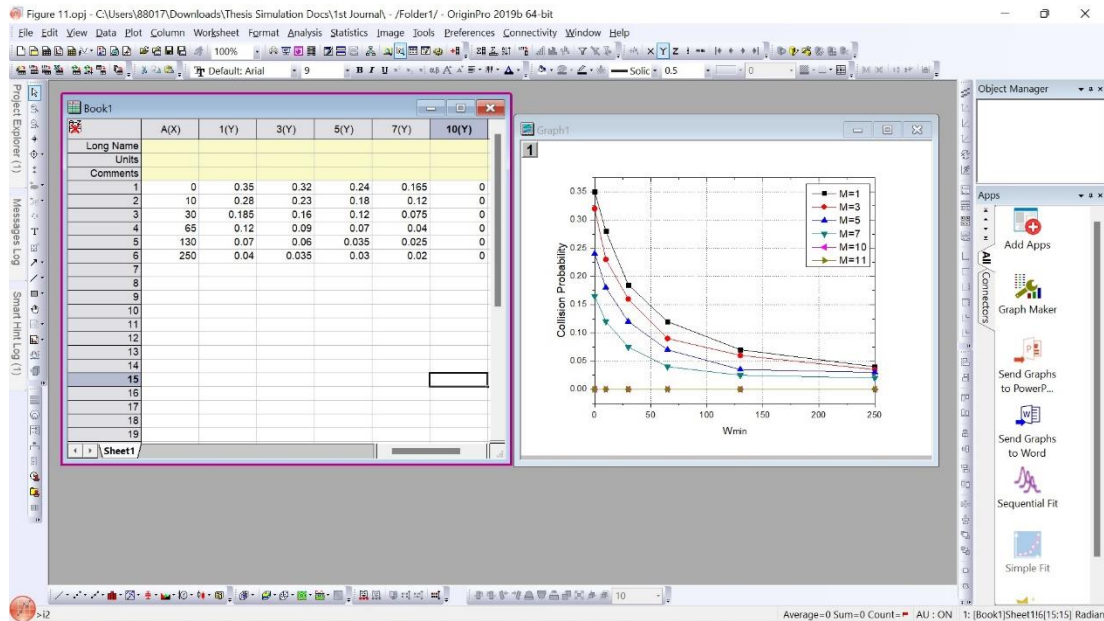 Figure 11.opj - C:\Users\88017\Downloads\Thesis Simulation Docs\1st Journal\ - /Folder1/ - OriginPro 2019b 64-bit
File Edit View Data Plot Column Worksheet Format Analysis Statistics Image Tools Preferences Connectivity Window Help
100%
X Y Z
Default: Arial 9 B I U Solid 0.5 0
Project Explorer (1)
Messages Log
Smart Hint Log (1)
Book1
A(X) 1(Y) 3(Y) 5(Y) 7(Y) 10(Y)
Long Name
Units
Comments
1 0 0.35 0.32 0.24 0.165 0
2 10 0.28 0.23 0.18 0.12 0
3 30 0.185 0.16 0.12 0.075 0
4 65 0.12 0.09 0.07 0.04 0
5 130 0.07 0.06 0.035 0.025 0
6 250 0.04 0.035 0.03 0.02 0
7
8
9
10
11
12
13
14
15
16
17
18
19
Sheet1
Graph1
1
0.35
0.30
0.25
0.20
0.15
0.10
0.05
0.00
Collision Probability
M=1
M=3
M=5
M=7
M=10
M=11
0 50 100 150 200 250
Wmin
Object Manager
Apps
All
Connectors
Add Apps
Graph Maker
Send Graphs
to PowerP...
Send Graphs
to Word
Sequential Fit
Simple Fit
10
>i2
Average=0 Sum=0 Count= AU : ON 1: [Book1]Sheet1!6[15:15] Radian